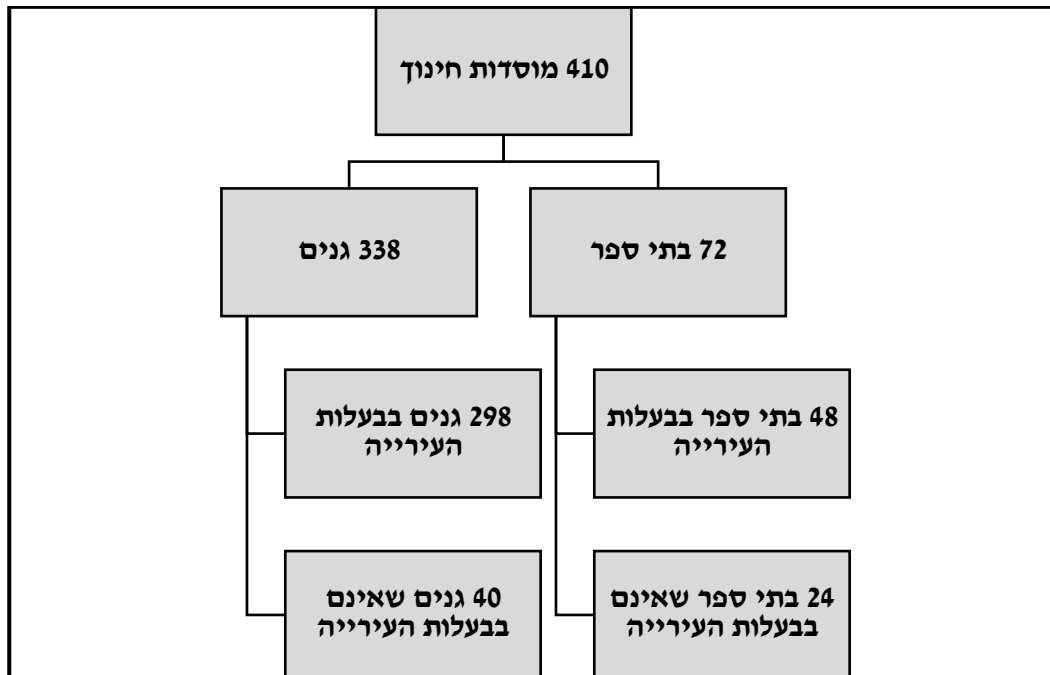 410 מוסדות חינוך
72 בתי ספר
338 גנים
48 בתי ספר בבעלות
העירייה
298 גנים בבעלות
העירייה
24 בתי ספר שאינם
בבעלות העירייה
40 גנים שאינם
בבעלות העירייה